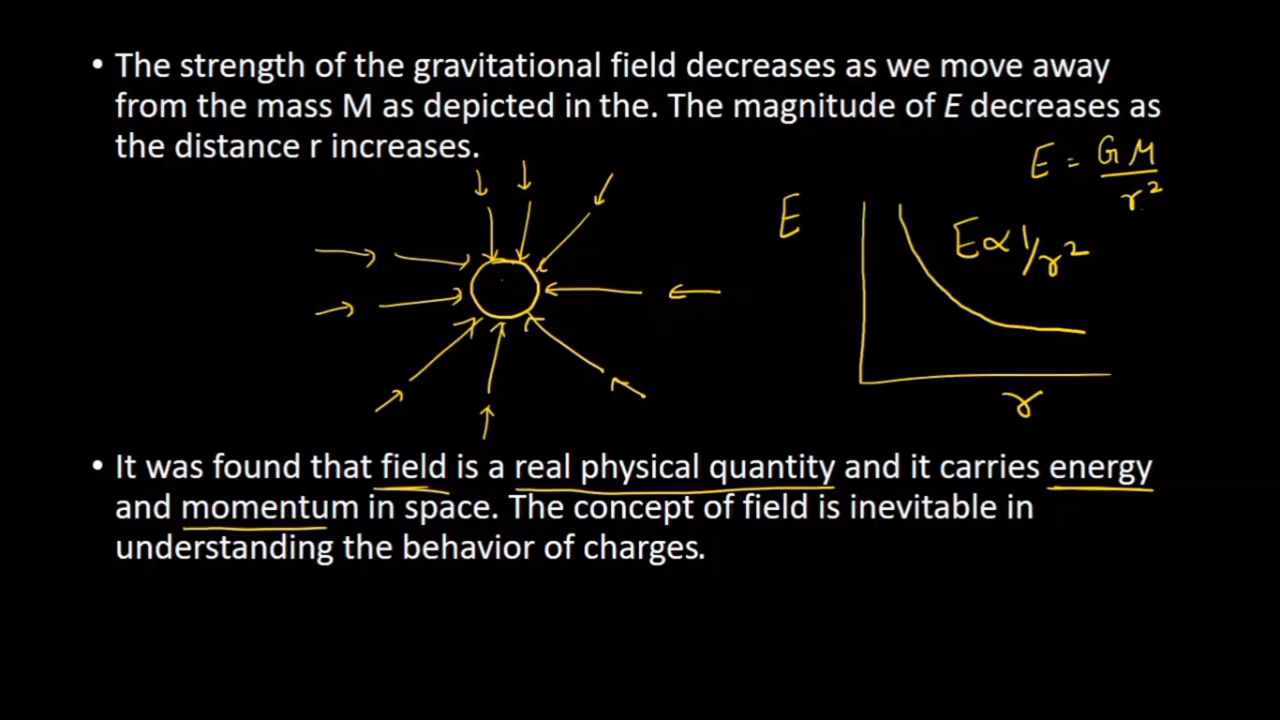 • The strength of the gravitational field decreases as we move away
from the mass M as depicted in the. The magnitude of E decreases as
the distance r increases.
E = GM/r²
E
E∝1/r²
r
• It was found that field is a real physical quantity and it carries energy
and momentum in space. The concept of field is inevitable in
understanding the behavior of charges.